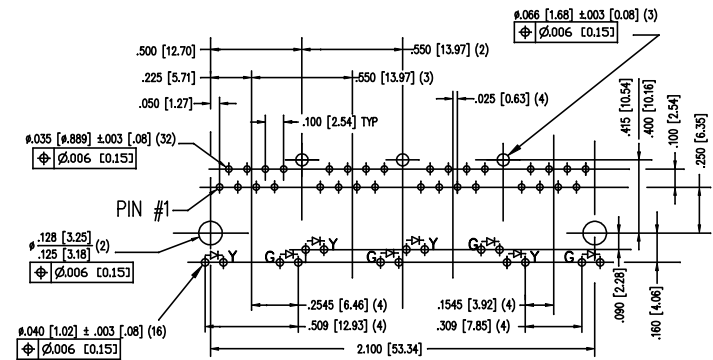 ø.066 [1.68] ±.003 [0.08] (3)
⌖ Ø.006 [0.15]
.500 [12.70]
.550 [13.97] (2)
.225 [5.71]
.550 [13.97] (3)
.050 [1.27]
.025 [0.63] (4)
.100 [2.54] TYP
.415 [10.54]
.400 [10.16]
.100 [2.54]
.250 [6.35]
ø.035 [ø.889] ±.003 [.08] (32)
⌖ Ø.006 [0.15]
PIN #1
ø .128 [3.25] (2)
.125 [3.18]
⌖ Ø.006 [0.15]
Y G Y G Y G
.2545 [6.46] (4)
.1545 [3.92] (4)
.509 [12.93] (4)
.309 [7.85] (4)
.090 [2.28]
.160 [4.06]
ø.040 [1.02] ± .003 [.08] (16)
⌖ Ø.006 [0.15]
2.100 [53.34]